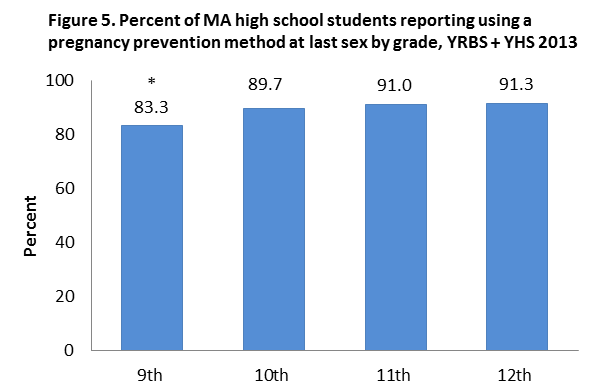 Figure 5. Percent of MA high school students reporting using a
pregnancy prevention method at last sex by grade, YRBS + YHS 2013
100
80
60
40
20
0
Percent
*
83.3
89.7
91.0
91.3
9th
10th
11th
12th